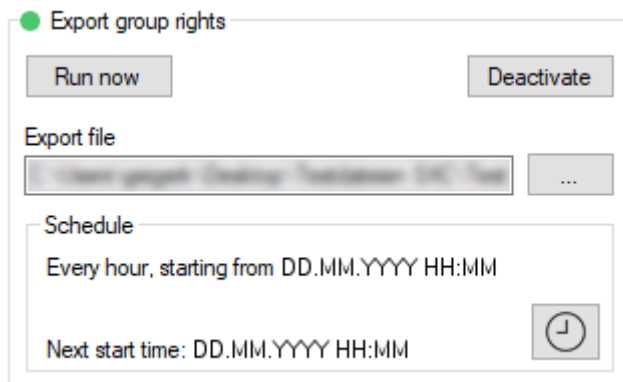 Export group rights
Run now
Deactivate
Export file
...
Schedule
Every hour, starting from DD.MM.YYYY HH:MM
Next start time: DD.MM.YYYY HH:MM